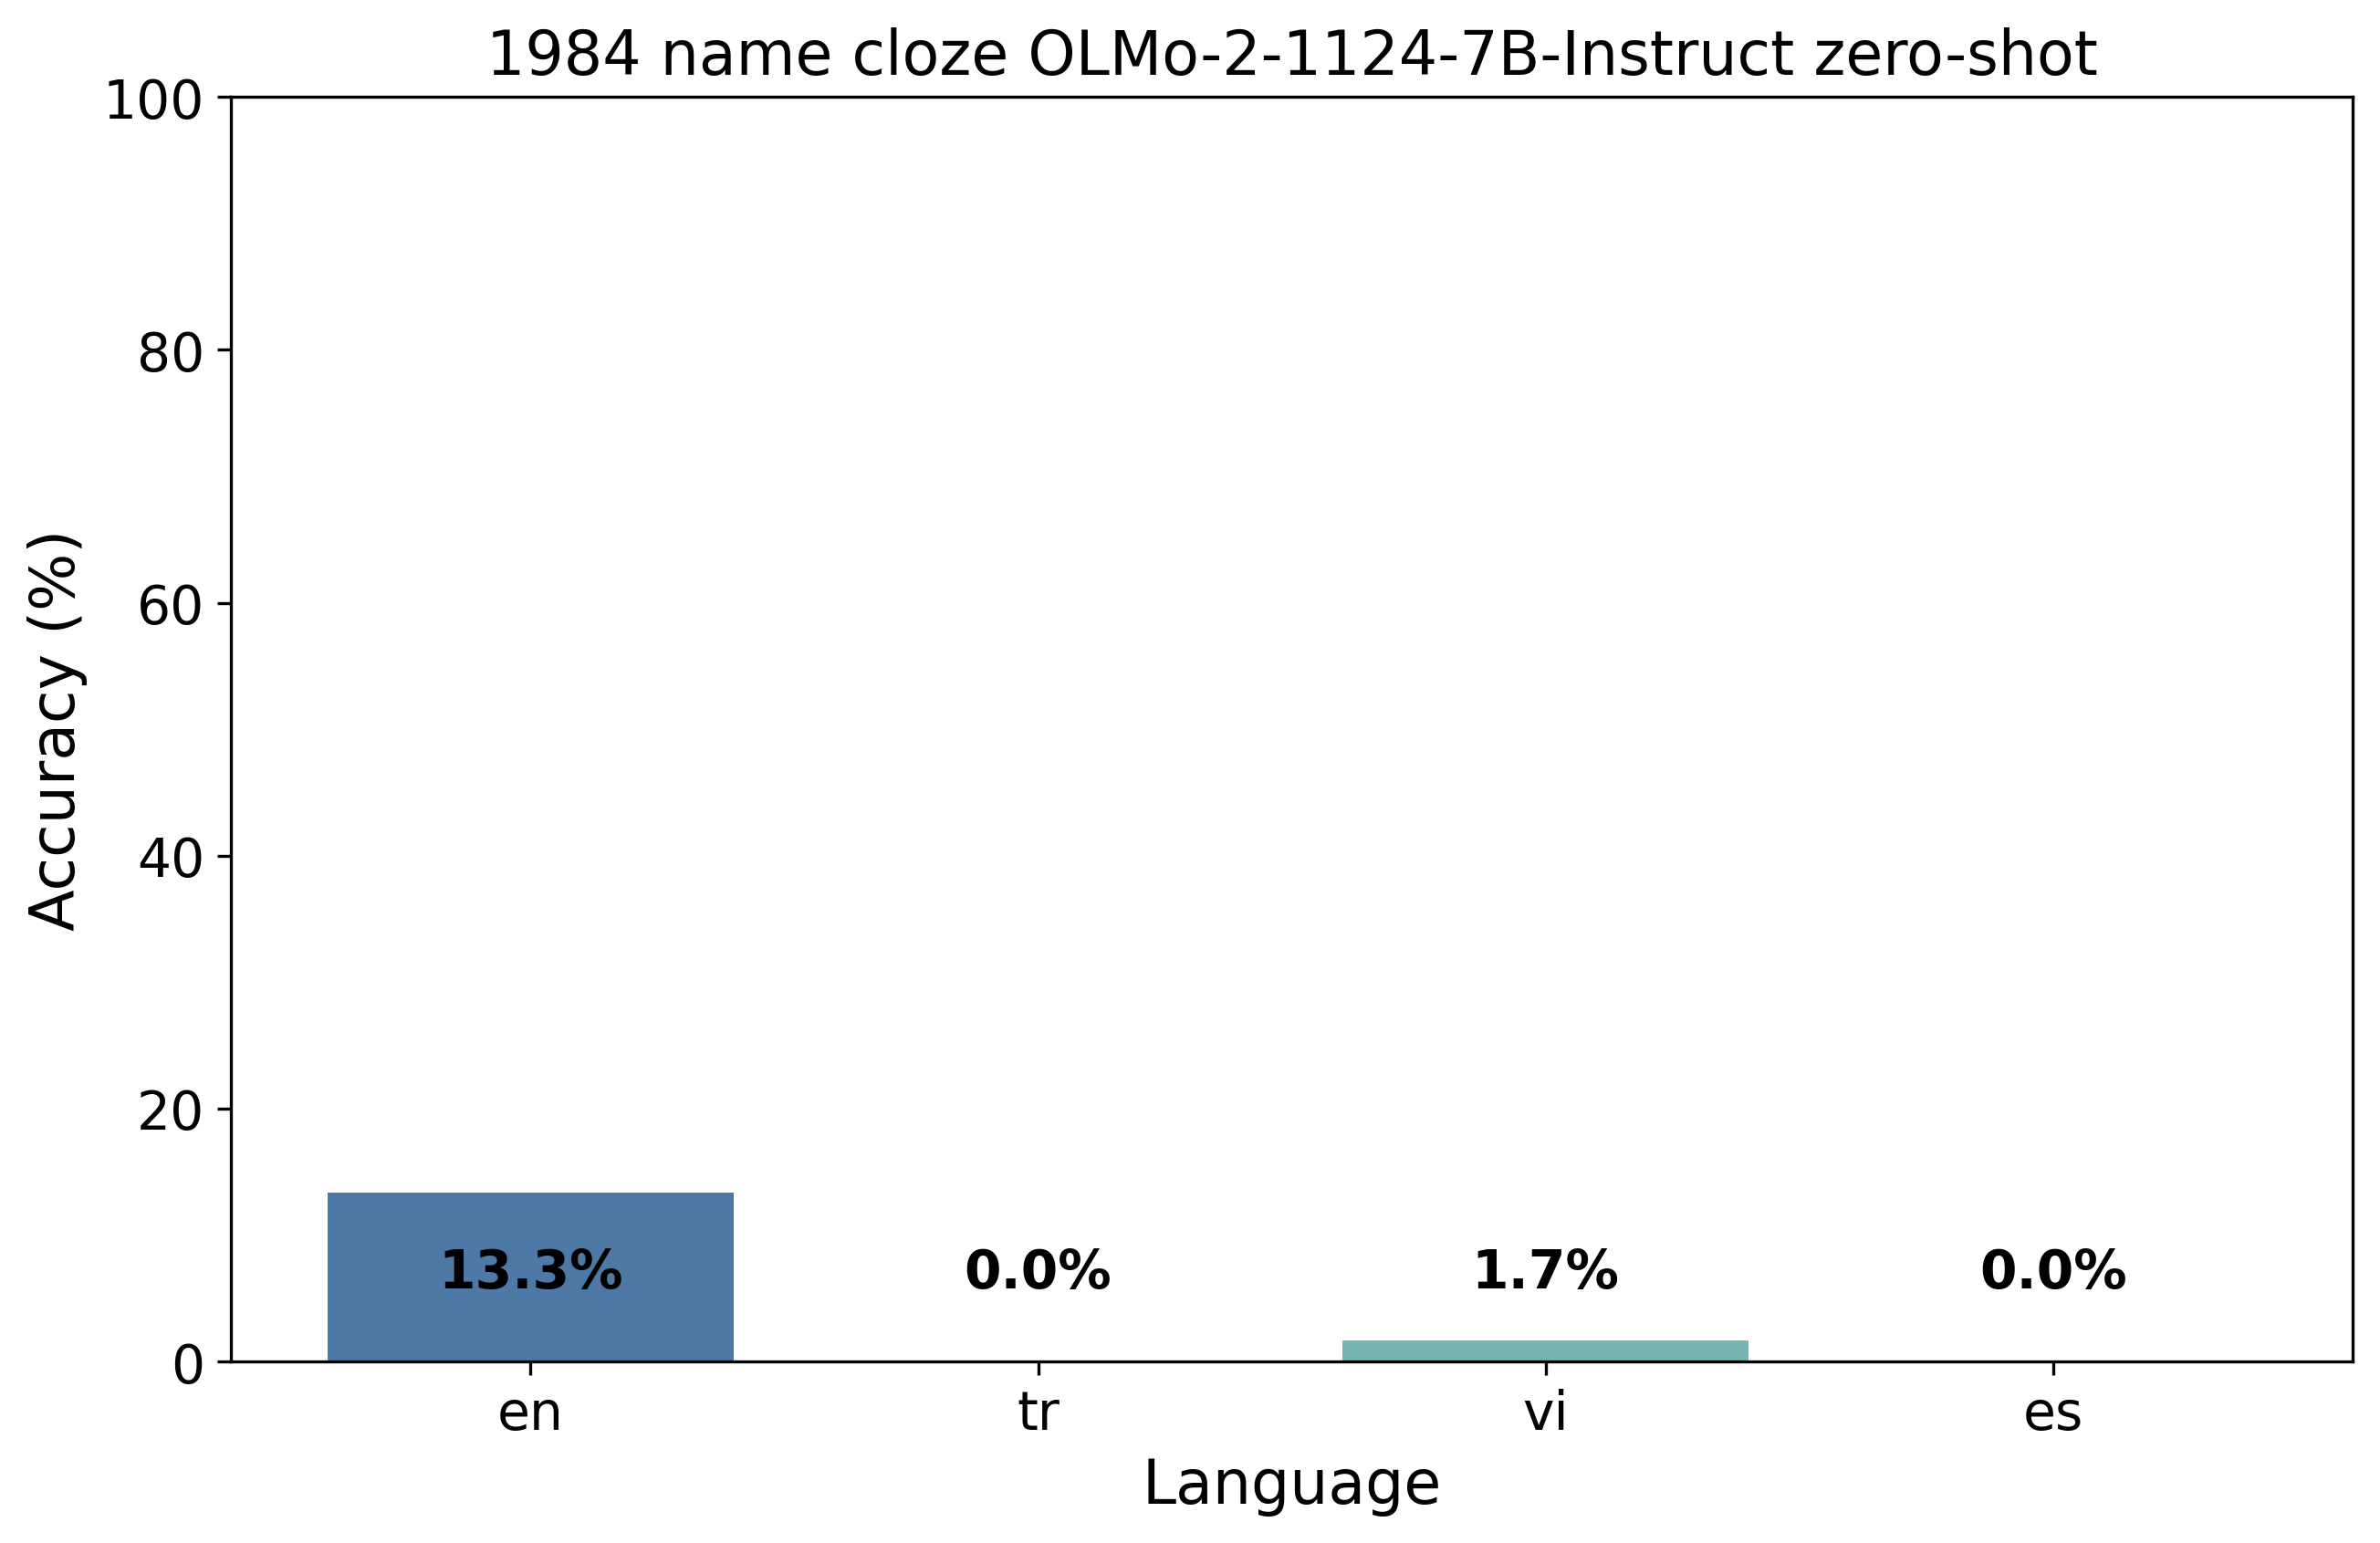 1984 name cloze OLMo-2-1124-7B-Instruct zero-shot
100
80
60
40
20
0
Accuracy (%)
13.3%
0.0%
1.7%
0.0%
en
tr
vi
es
Language